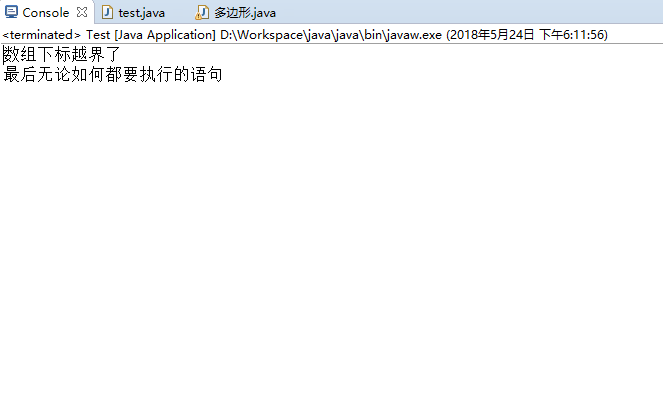 Console test.java 多边形.java
<terminated> Test [Java Application] D:\Workspace\java\java\bin\javaw.exe (2018年5月24日 下午6:11:56)
数组下标越界了
最后无论如何都要执行的语句